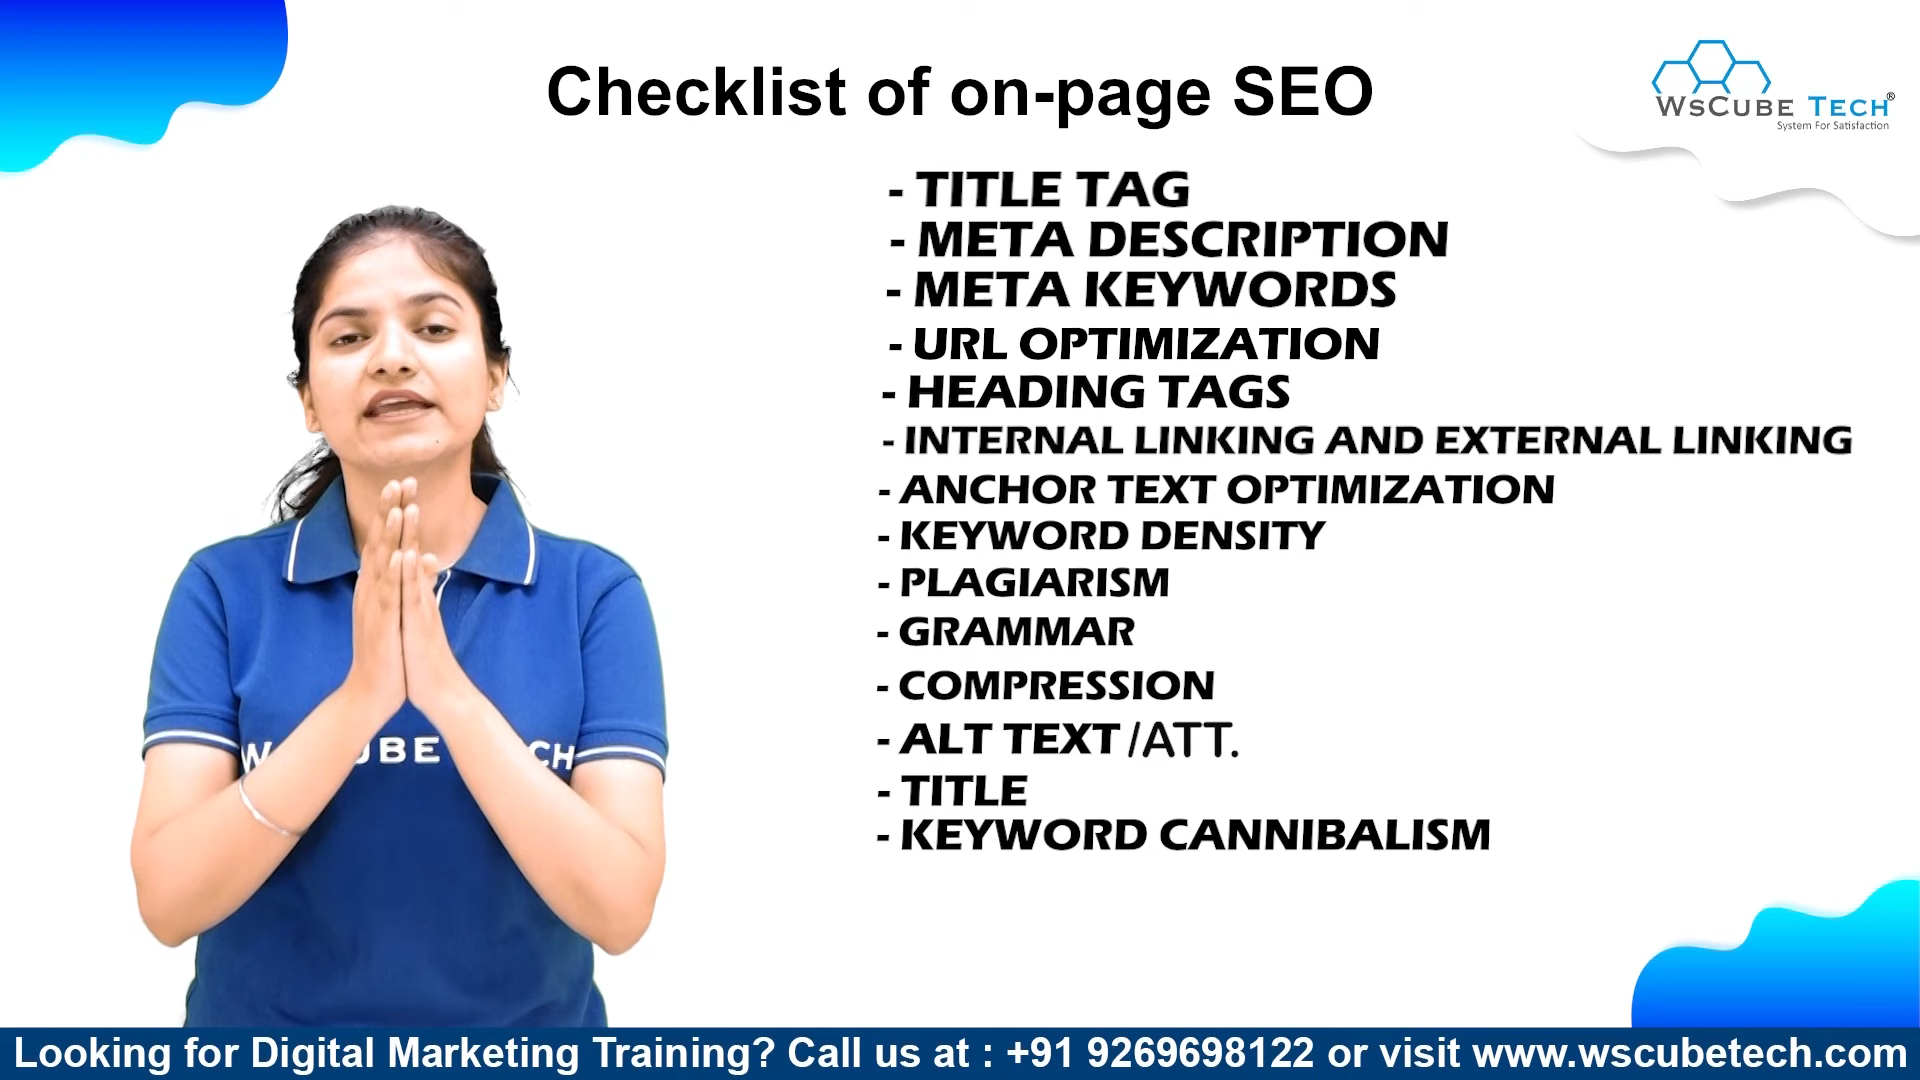 Checklist of on-page SEO
WSCUBE TECH®
System For Satisfaction
- TITLE TAG
- META DESCRIPTION
- META KEYWORDS
- URL OPTIMIZATION
- HEADING TAGS
- INTERNAL LINKING AND EXTERNAL LINKING
- ANCHOR TEXT OPTIMIZATION
- KEYWORD DENSITY
- PLAGIARISM
- GRAMMAR
- COMPRESSION
- ALT TEXT /ATT.
- TITLE
- KEYWORD CANNIBALISM
W UBE CH
Looking for Digital Marketing Training? Call us at : +91 9269698122 or visit www.wscubetech.com